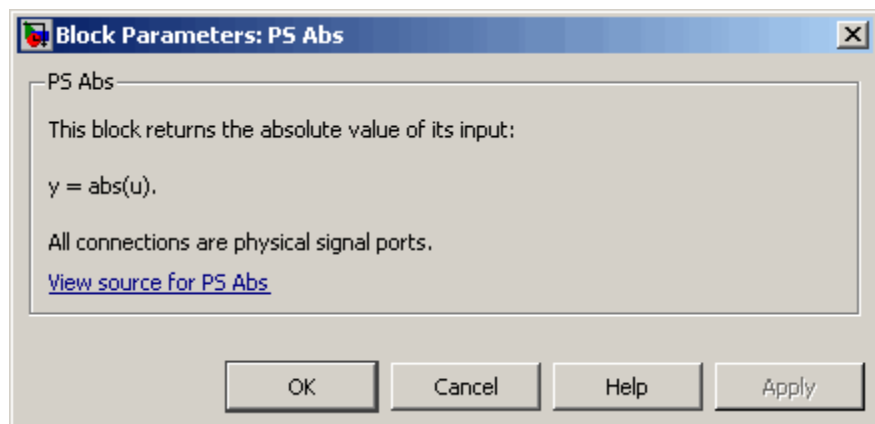 Block Parameters: PS Abs
PS Abs
This block returns the absolute value of its input:
y = abs(u).
All connections are physical signal ports.
View source for PS Abs
OK
Cancel
Help
Apply